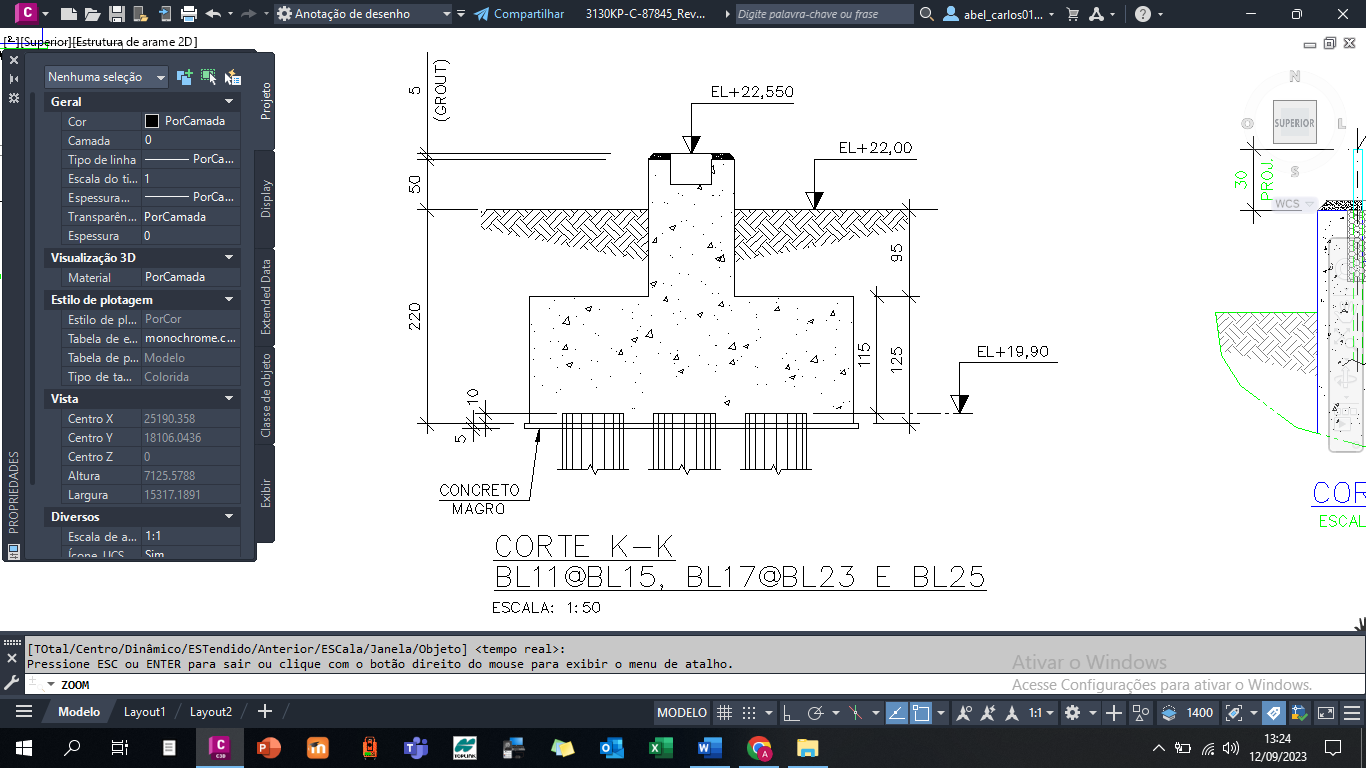 Anotação de desenho
Compartilhar
3130KP-C-87845_Rev...
Digite palavra-chave ou frase
abel_carlos01...
[-][Superior][Estrutura de arame 2D]
Nenhuma seleção
Geral
Cor PorCamada
Camada 0
Tipo de linha PorCa...
Escala do ti... 1
Espessura... PorCa...
Transparên... PorCamada
Espessura 0
Visualização 3D
Material PorCamada
Estilo de plotagem
Estilo de pl... PorCor
Tabela de e... monochrome.c...
Tabela de p... Modelo
Tipo de ta... Colorida
Vista
Centro X 25190.358
Centro Y 18106.0436
Centro Z 0
Altura 7125.5788
Largura 15317.1891
Diversos
Escala de a... 1:1
Ícone UCS Sim
Projeto
Display
Extended Data
Classe de objeto
Exibir
PROPRIEDADES
5
(GROUT)
EL+22,550
EL+22,00
50
220
95
115
125
EL+19,90
10
5
CONCRETO
MAGRO
CORTE K-K
BL11@BL15, BL17@BL23 E BL25
ESCALA: 1:50
N
O
SUPERIOR
L
S
WCS
30
PROJ.
COR
ESCAL
[TOtal/Centro/Dinâmico/ESTendido/Anterior/ESCala/Janela/Objeto] <tempo real>:
Pressione ESC ou ENTER para sair ou clique com o botão direito do mouse para exibir o menu de atalho.
ZOOM
Ativar o Windows
Acesse Configurações para ativar o Windows.
Modelo
Layout1
Layout2
MODELO
1:1
1400
13:24
12/09/2023